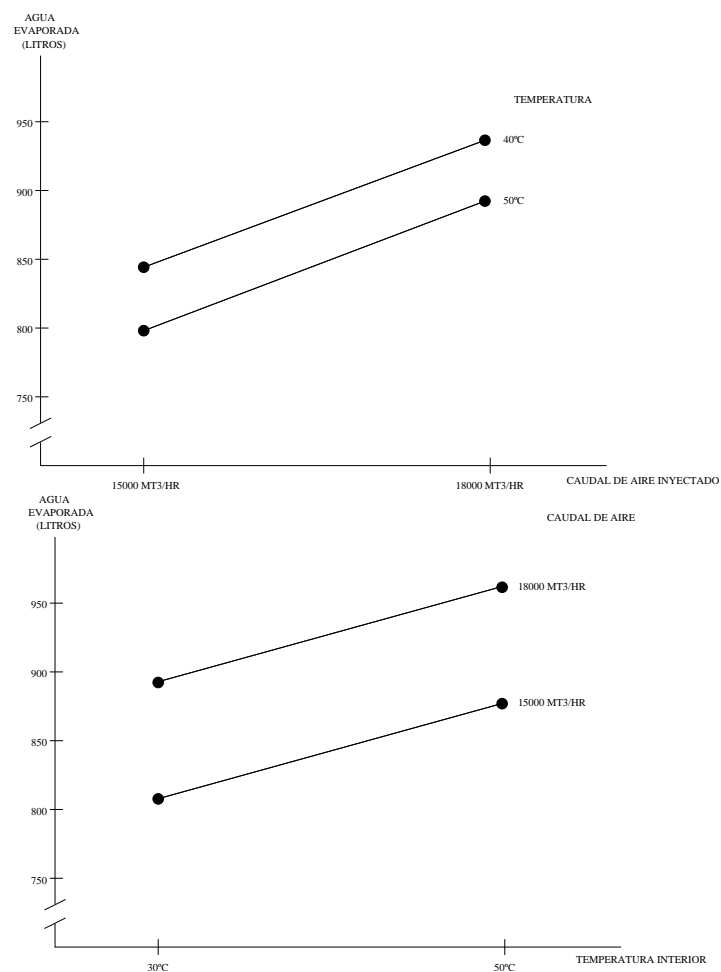 AGUA
EVAPORADA
(LITROS)
TEMPERATURA
950
40ºC
900
50ºC
850
800
750
15000 MT3/HR
18000 MT3/HR
CAUDAL DE AIRE INYECTADO
AGUA
EVAPORADA
(LITROS)
CAUDAL DE AIRE
950
18000 MT3/HR
900
15000 MT3/HR
850
800
750
30ºC
50ºC
TEMPERATURA INTERIOR